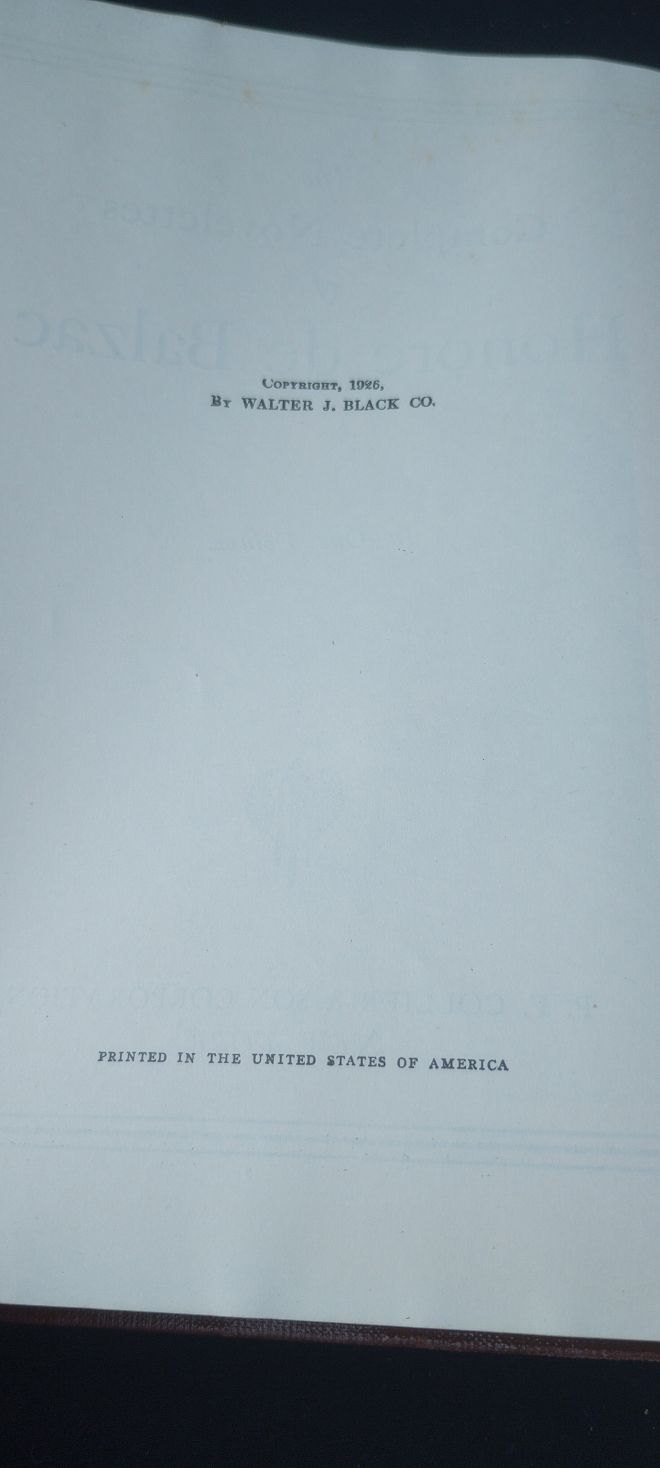 COPYRIGHT, 1926,
BY WALTER J. BLACK CO.
PRINTED IN THE UNITED STATES OF AMERICA